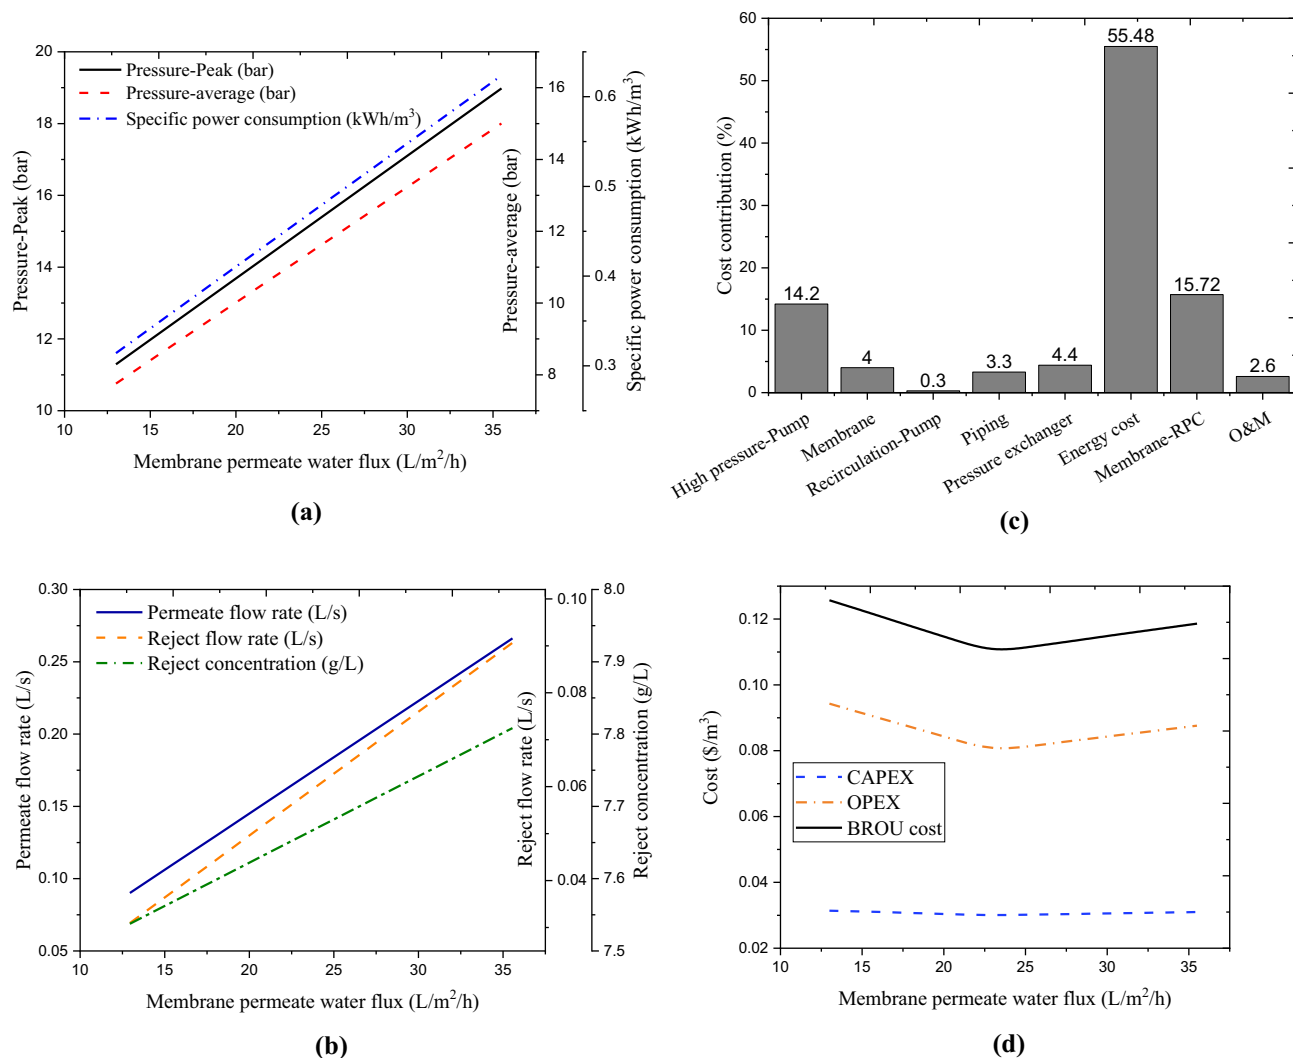 20
18
16
14
12
10
Pressure-Peak (bar)
Pressure-Peak (bar)
Pressure-average (bar)
Specific power consumption (kWh/m³)
16
14
12
10
8
Pressure-average (bar)
0.6
0.5
0.4
0.3
Specific power consumption (kWh/m³)
10 15 20 25 30 35
Membrane permeate water flux (L/m²/h)
(a)
60
50
40
30
20
10
0
Cost contribution (%)
14.2
4
0.3
3.3
4.4
55.48
15.72
2.6
High pressure-Pump
Membrane
Recirculation-Pump
Piping
Pressure exchanger
Energy cost
Membrane-RPC
O&M
(c)
0.30
0.25
0.20
0.15
0.10
0.05
Permeate flow rate (L/s)
Permeate flow rate (L/s)
Reject flow rate (L/s)
Reject concentration (g/L)
0.10
0.08
0.06
0.04
Reject flow rate (L/s)
8.0
7.9
7.8
7.7
7.6
7.5
Reject concentration (g/L)
10 15 20 25 30 35
Membrane permeate water flux (L/m²/h)
(b)
0.12
0.10
0.08
0.06
0.04
0.02
Cost ($/m³)
CAPEX
OPEX
BROU cost
10 15 20 25 30 35
Membrane permeate water flux (L/m²/h)
(d)